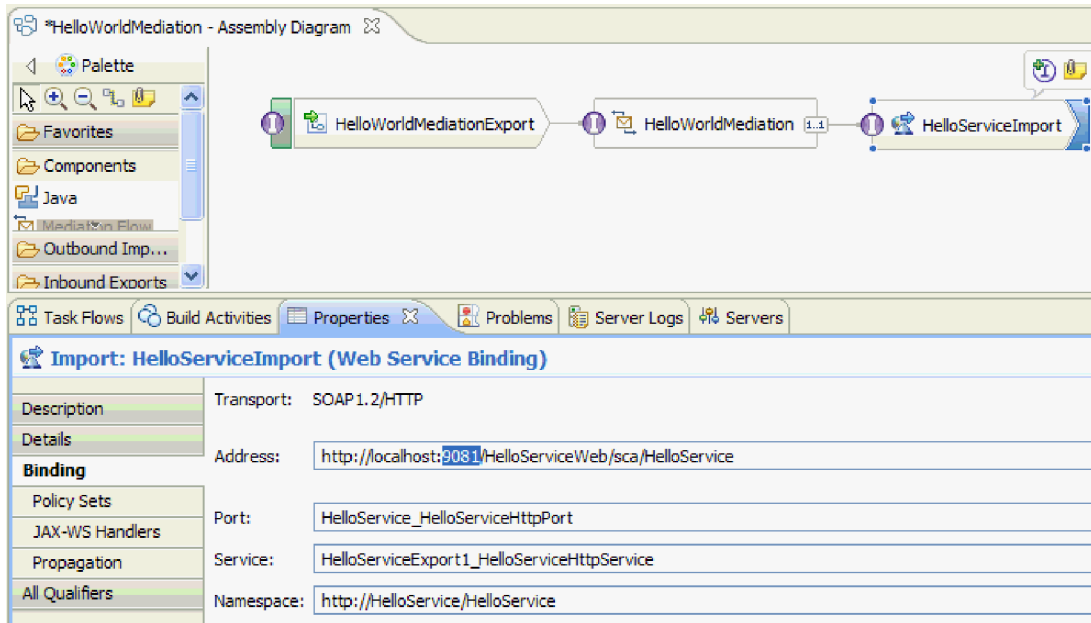 *HelloWorldMediation - Assembly Diagram
Palette
Favorites
Components
Java
Mediation Flow
Outbound Imp...
Inbound Exports
HelloWorldMediationExport
HelloWorldMediation
1..1
HelloServiceImport
Task Flows
Build Activities
Properties
Problems
Server Logs
Servers
Import: HelloServiceImport (Web Service Binding)
Description
Details
Binding
Policy Sets
JAX-WS Handlers
Propagation
All Qualifiers
Transport: SOAP1.2/HTTP
Address: http://localhost:9081/HelloServiceWeb/sca/HelloService
Port: HelloService_HelloServiceHttpPort
Service: HelloServiceExport1_HelloServiceHttpService
Namespace: http://HelloService/HelloService